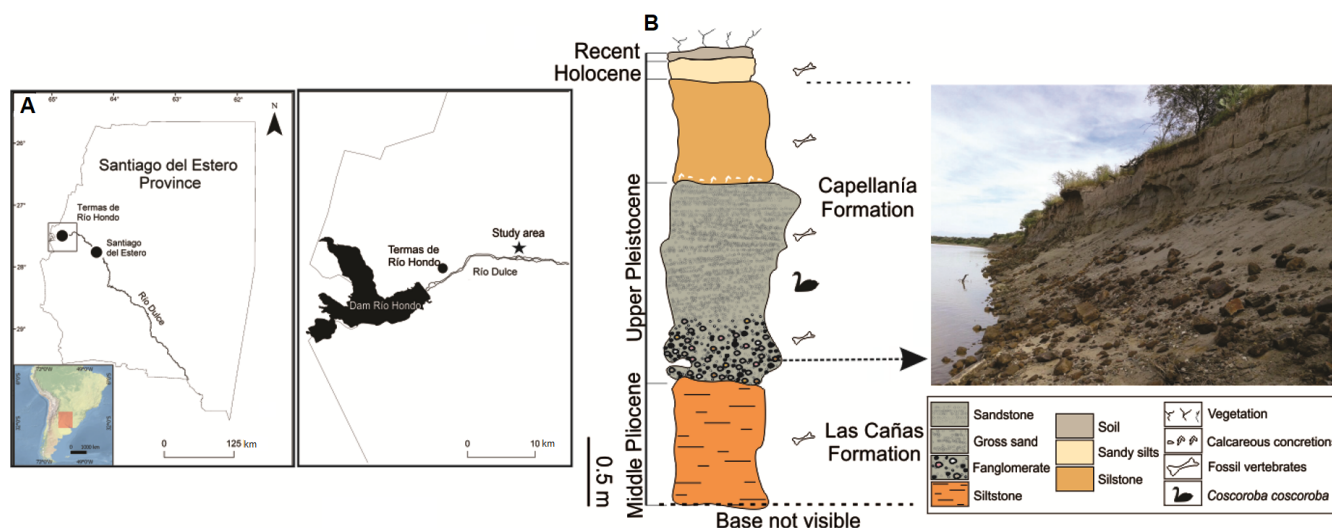 A
65°
64°
63°
62°
N
26°
27°
28°
29°
Santiago del Estero
Province
Termas de
Río Hondo
Santiago
del Estero
Río Dulce
0
125 km
Study area
Termas de
Río Hondo
Río Dulce
Dam Río Hondo
0
10 km
B
Recent
Holocene
Upper Pleistocene
Middle Pliocene
Capellanía
Formation
Las Cañas
Formation
0.5 m
Base not visible
Sandstone
Gross sand
Fanglomerate
Siltstone
Soil
Sandy silts
Silstone
Vegetation
Calcareous concretion
Fossil vertebrates
Coscoroba coscoroba